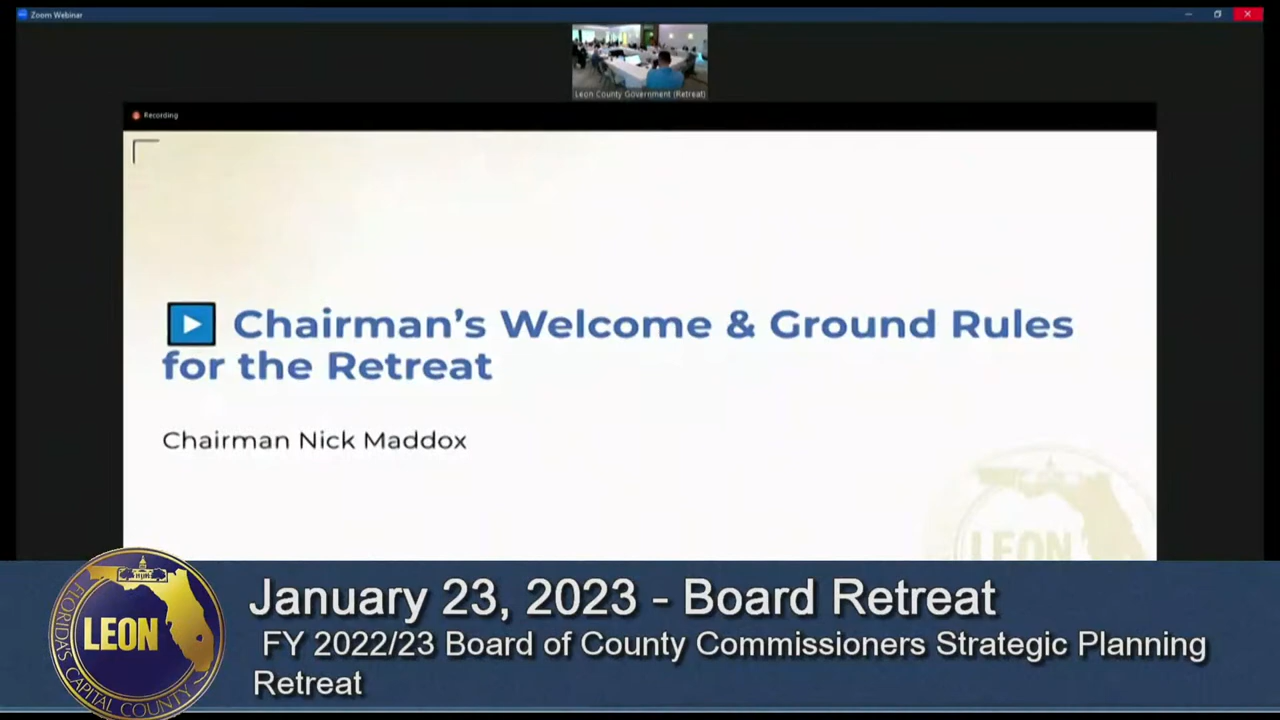 Zoom Webinar
Leon County Government (Retreat)
Recording
Chairman's Welcome & Ground Rules
for the Retreat
Chairman Nick Maddox
LEON
January 23, 2023 - Board Retreat
FY 2022/23 Board of County Commissioners Strategic Planning
Retreat
LEON
FLORIDA'S CAPITAL COUNTY